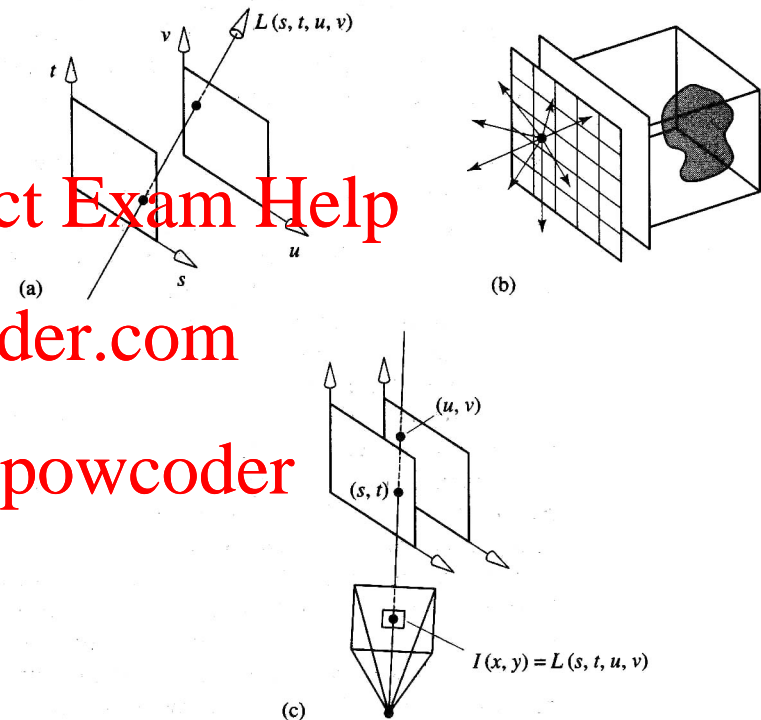 L(s, t, u, v)
v
t
ct Exam Help
u
s
(a)
(b)
der.com
(u, v)
powcoder
(s, t)
I(x, y) = L(s, t, u, v)
(c)